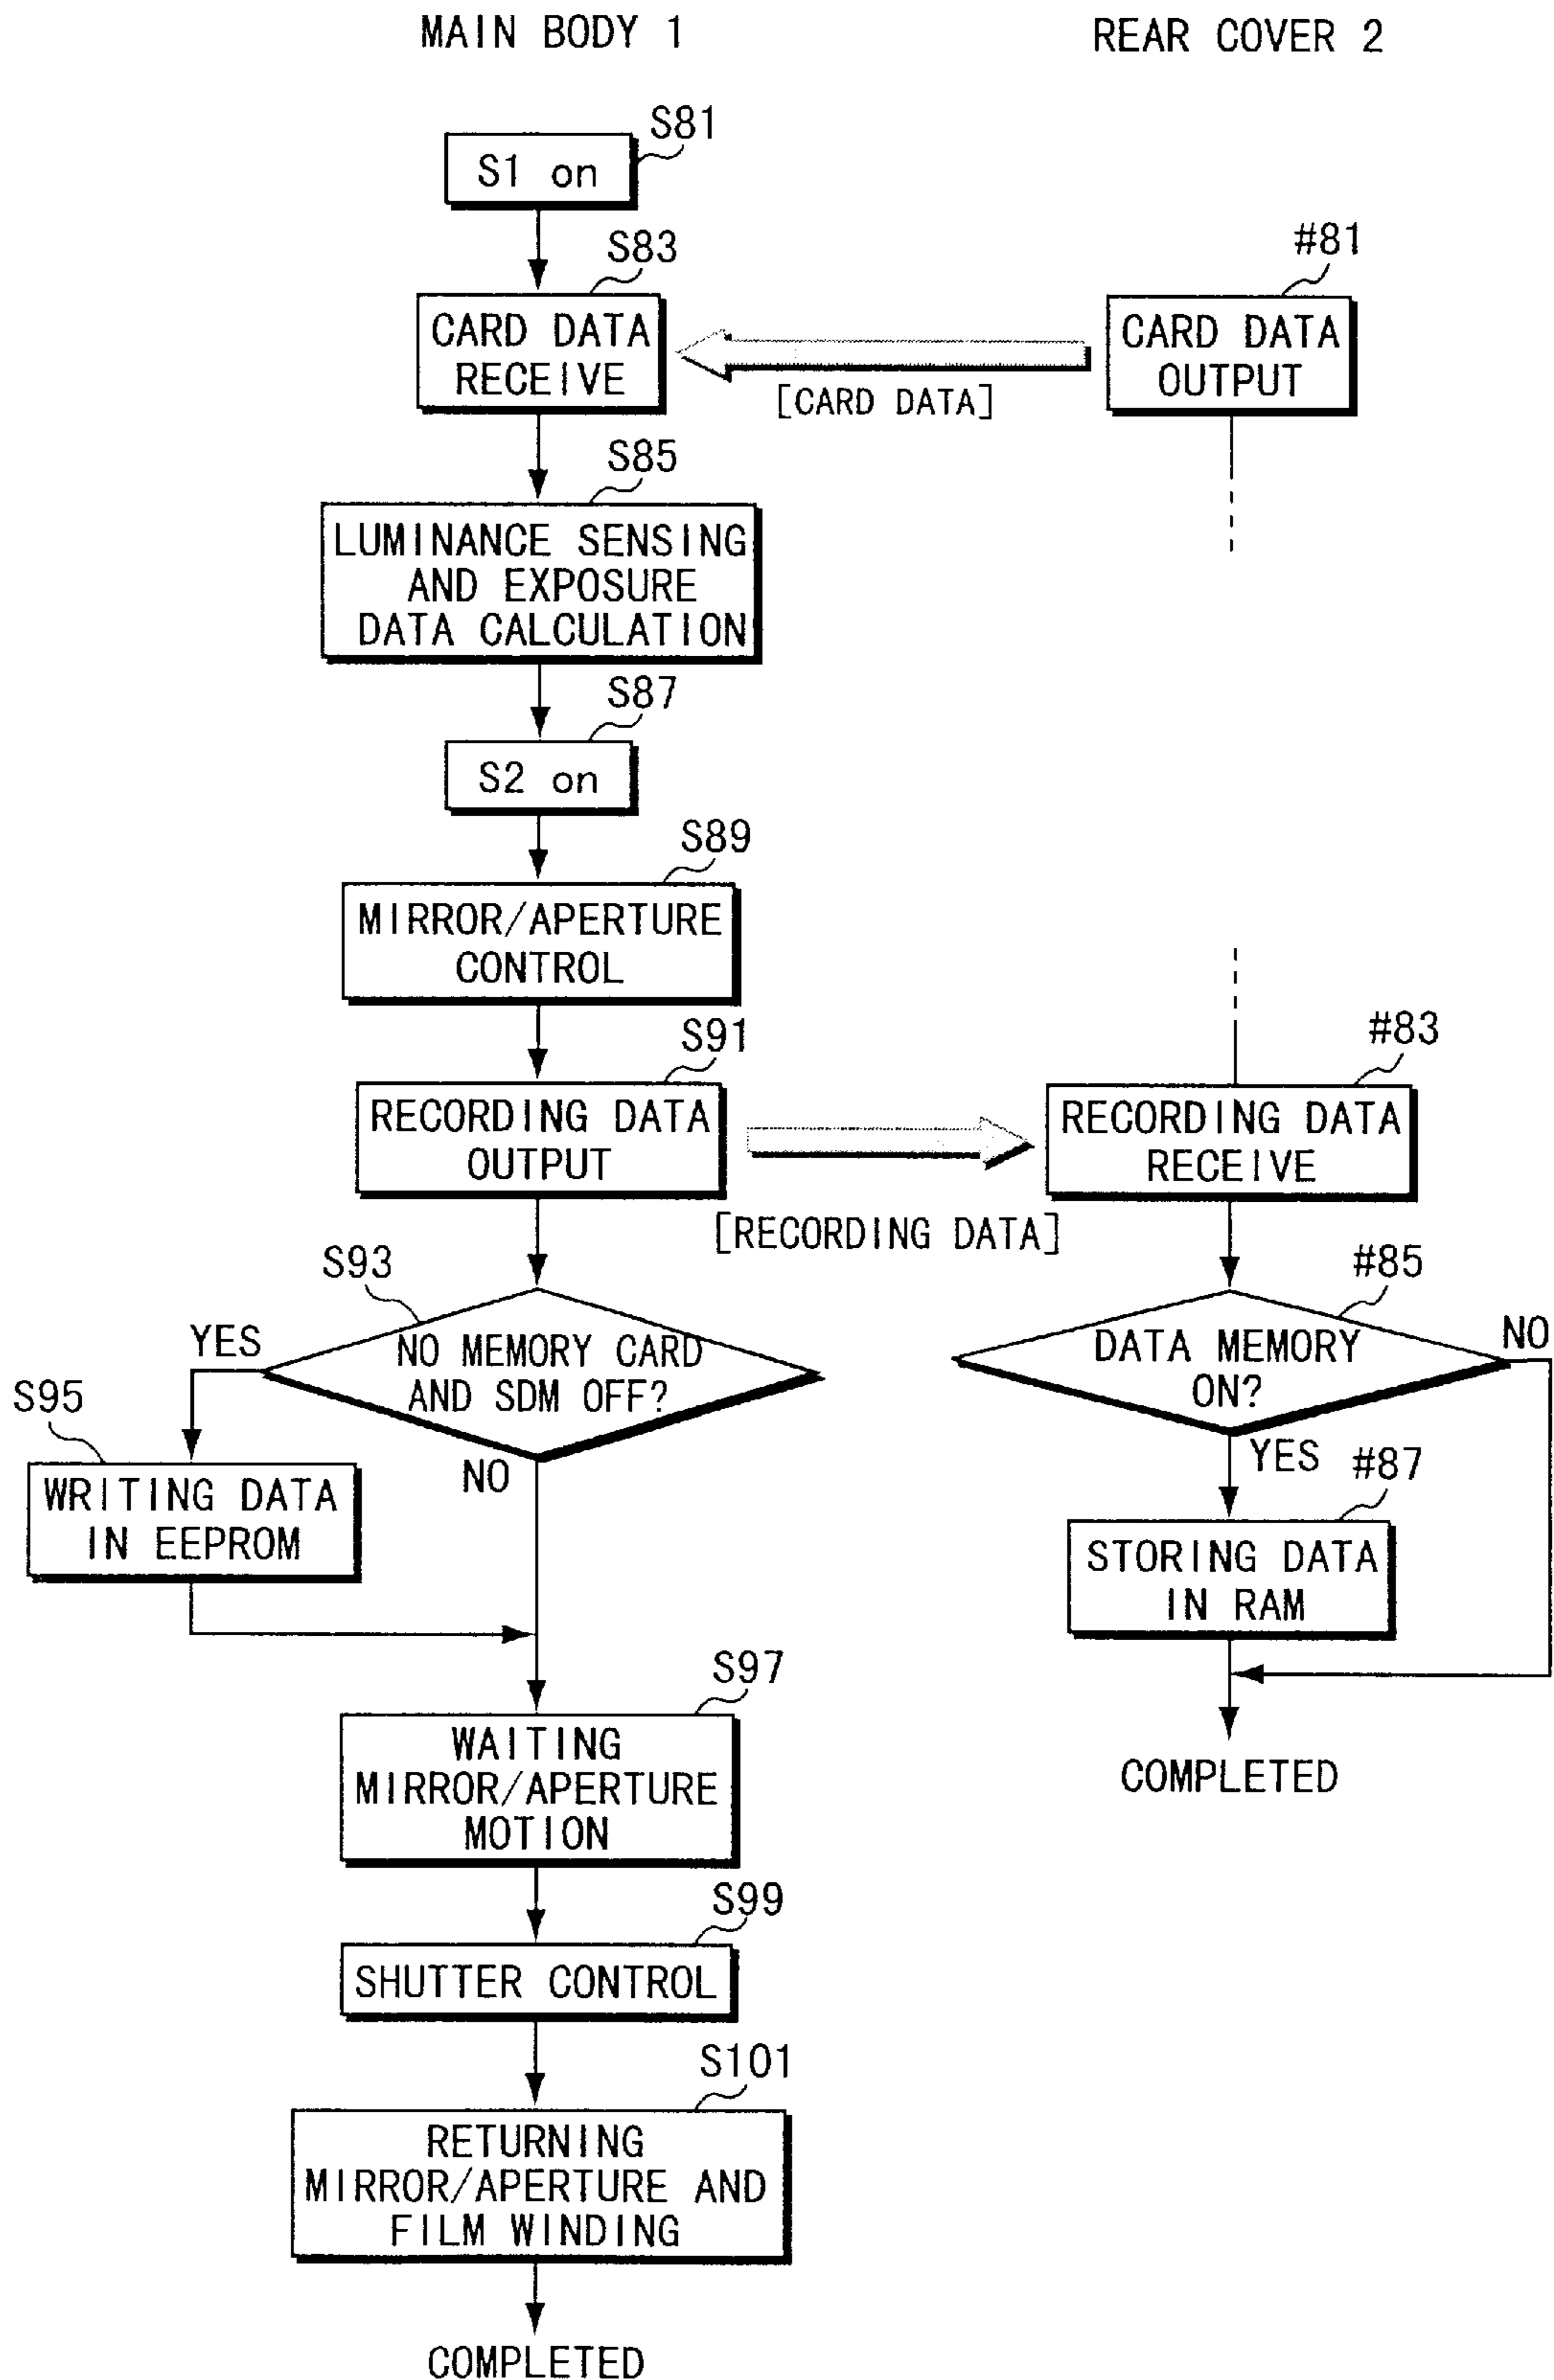 MAIN BODY 1
REAR COVER 2
S81
S1 on
S83
#81
CARD DATA
RECEIVE
CARD DATA
OUTPUT
[CARD DATA]
S85
LUMINANCE SENSING
AND EXPOSURE
DATA CALCULATION
S87
S2 on
S89
MIRROR/APERTURE
CONTROL
S91
#83
RECORDING DATA
OUTPUT
RECORDING DATA
RECEIVE
[RECORDING DATA]
S93
#85
YES
NO MEMORY CARD
AND SDM OFF?
DATA MEMORY
ON?
NO
S95
NO
YES
#87
WRITING DATA
IN EEPROM
STORING DATA
IN RAM
S97
WAITING
MIRROR/APERTURE
MOTION
COMPLETED
S99
SHUTTER CONTROL
S101
RETURNING
MIRROR/APERTURE AND
FILM WINDING
COMPLETED